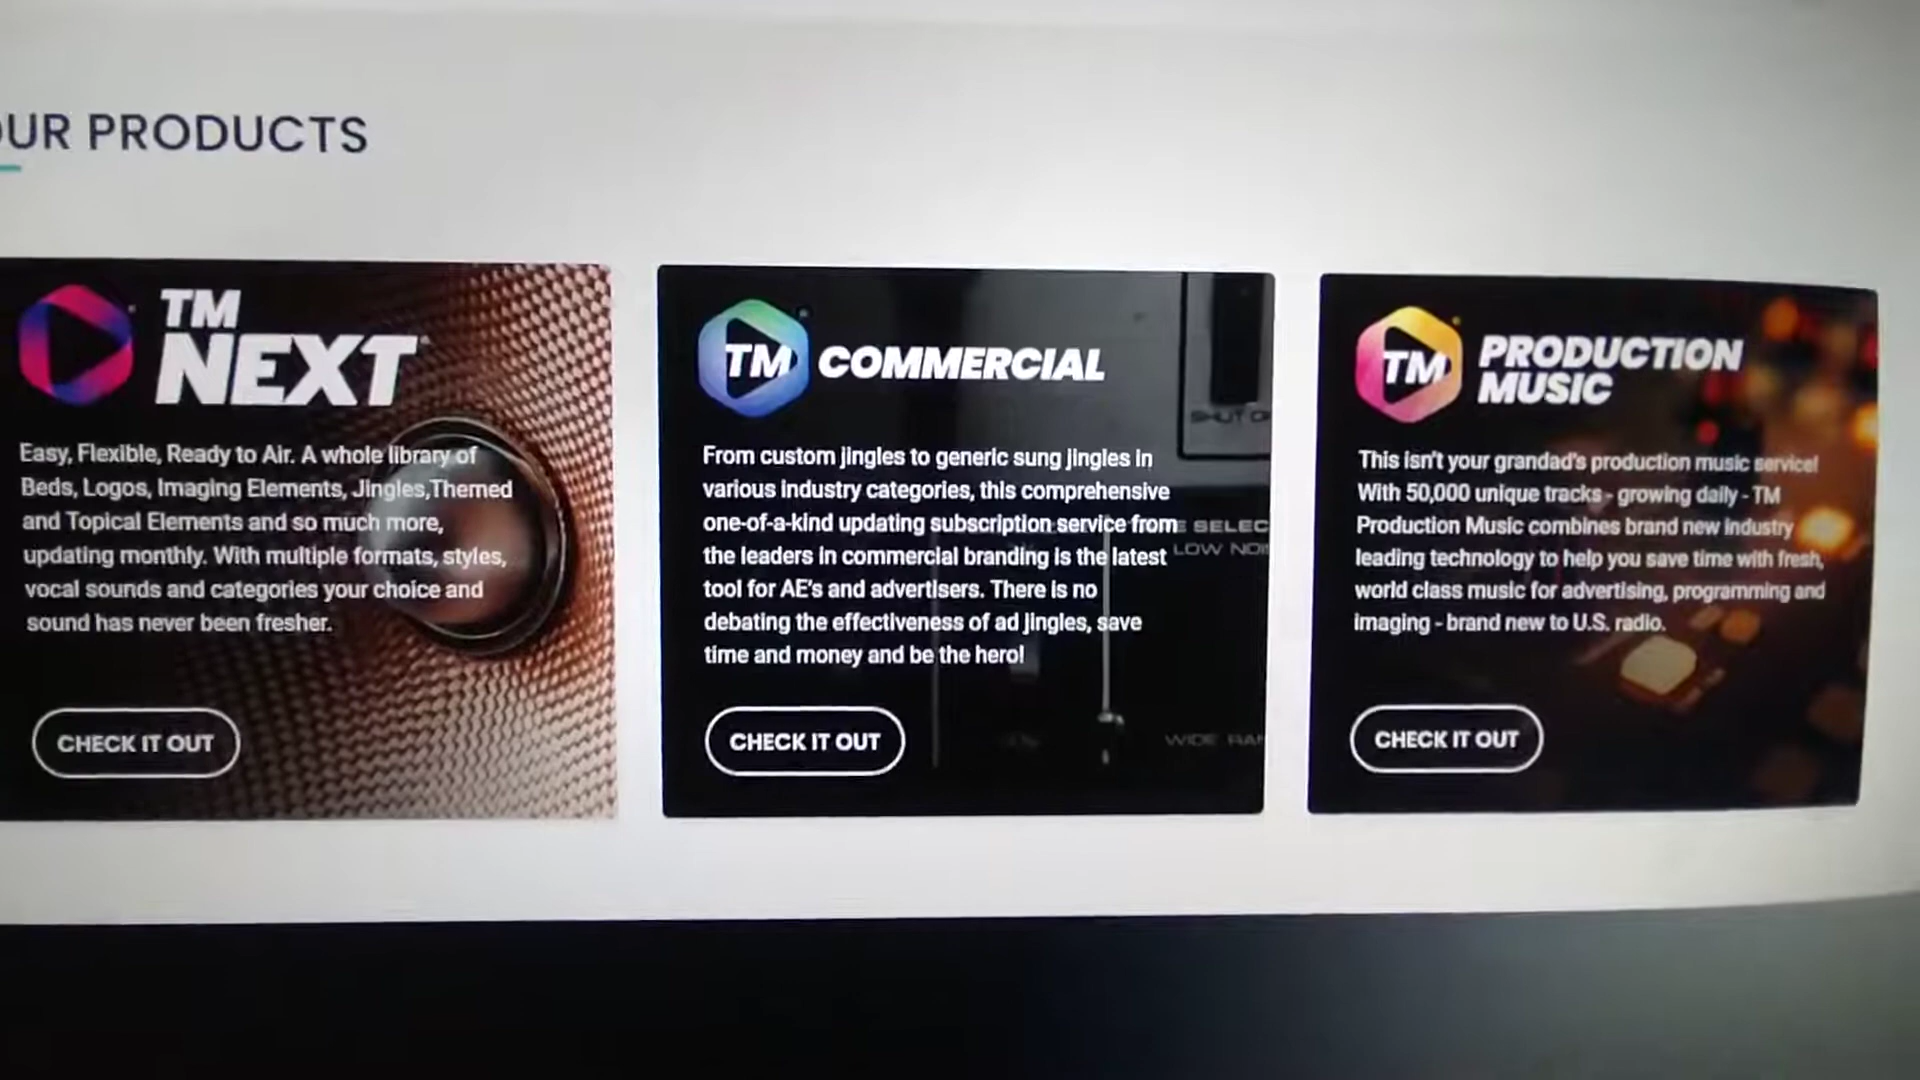 OUR PRODUCTS
TM
NEXT
Easy, Flexible, Ready to Air. A whole library of
Beds, Logos, Imaging Elements, Jingles,Themed
and Topical Elements and so much more,
updating monthly. With multiple formats, styles,
vocal sounds and categories your choice and
sound has never been fresher.
CHECK IT OUT
TM COMMERCIAL
SHUT O
From custom jingles to generic sung jingles in
various industry categories, this comprehensive
one-of-a-kind updating subscription service from
the leaders in commercial branding is the latest
tool for AE's and advertisers. There is no
debating the effectiveness of ad jingles, save
time and money and be the hero!
E SELEC
LOW NOI
WIDE RAN
CHECK IT OUT
TM PRODUCTION
MUSIC
This isn't your grandad's production music service!
With 50,000 unique tracks - growing daily - TM
Production Music combines brand new industry
leading technology to help you save time with fresh,
world class music for advertising, programming and
imaging - brand new to U.S. radio.
CHECK IT OUT